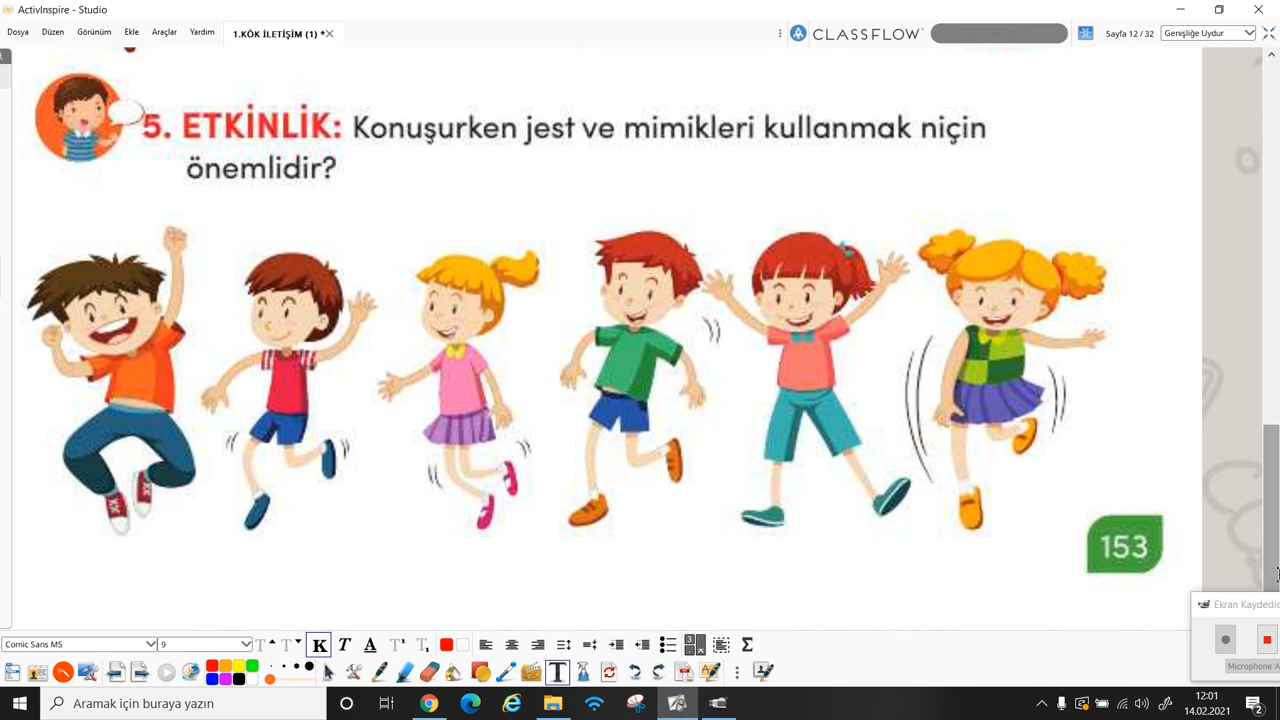 ActivInspire - Studio
Dosya Düzen Görünüm Ekle Araçlar Yardım 1.KÖK İLETİŞİM (1) * CLASSFLOW Sayfa 12 / 32 Genişliğe Uydur
5. ETKİNLİK: Konuşurken jest ve mimikleri kullanmak niçin
önemlidir?
153
Ekran Kaydedic
Microphone A
Comic Sans MS 9
Aramak için buraya yazın
12:01
14.02.2021
2